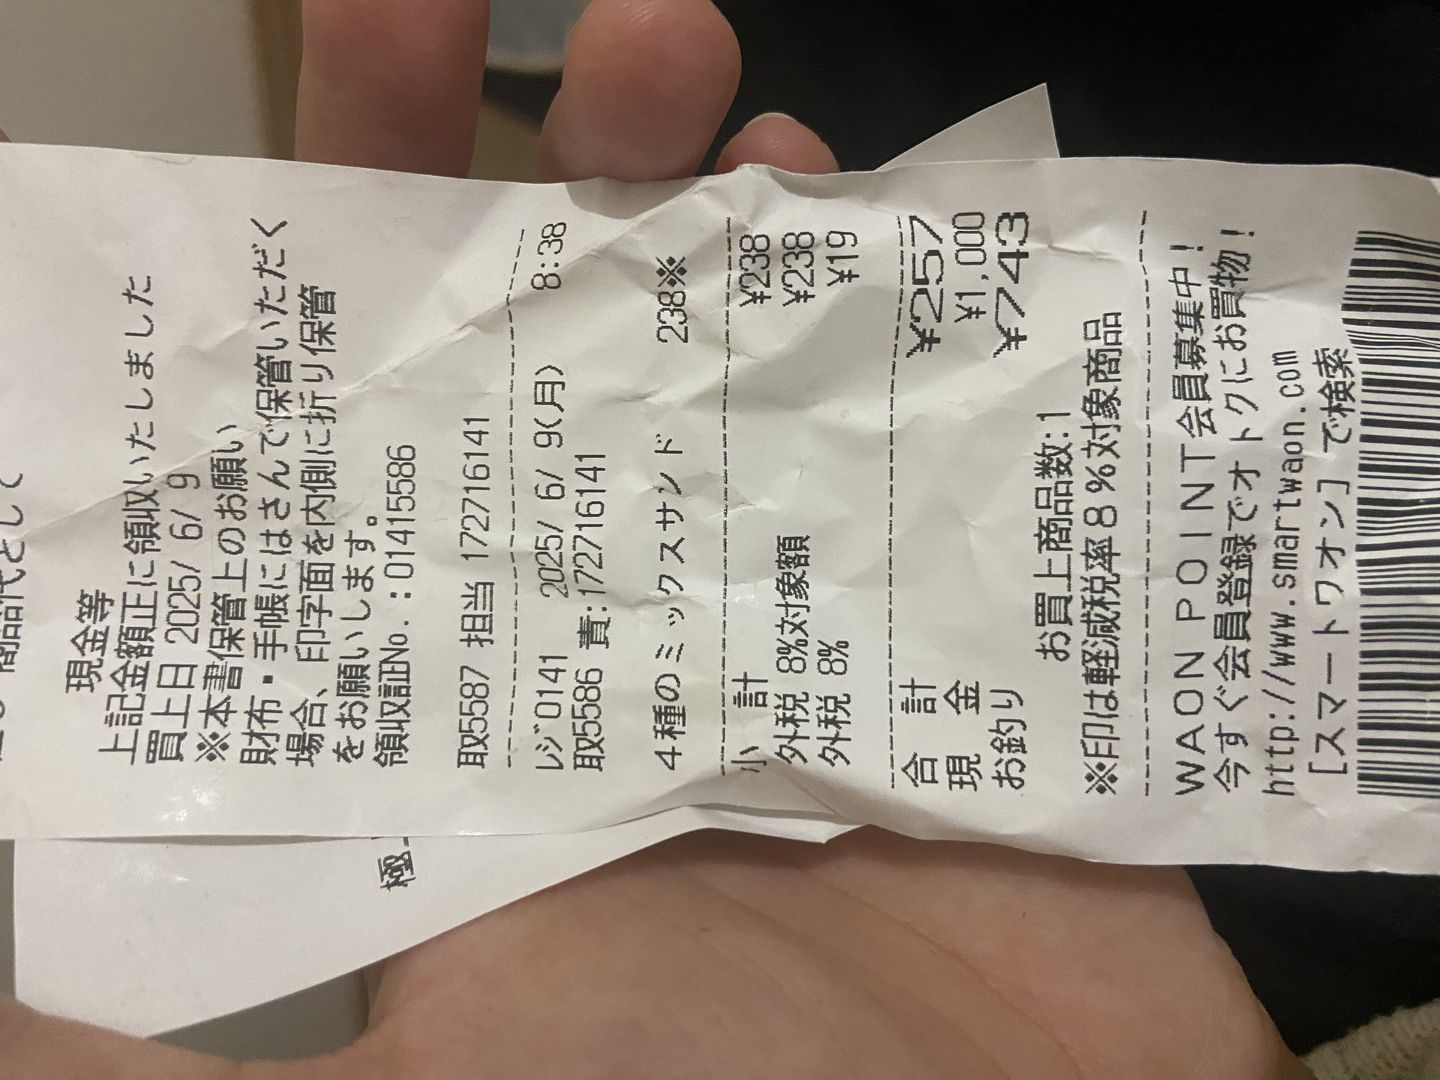 商品代として
現金等
上記金額正に領収いたしました
買上日 2025/ 6/ 9
※本書保管上のお願い
財布・手帳にはさんで保管いただく
場合、印字面を内側に折り保管
をお願いします。
領収証No.:01415586
取5587 担当 172716141
レジ0141 2025/ 6/ 9(月) 8:38
取5586 責:172716141
4種のミックスサンド 238※
小 計 ¥238
外税 8%対象額 ¥238
外税 8% ¥19
合 計 ¥257
現 金 ¥1,000
お釣り ¥743
お買上商品数:1
※印は軽減税率8%対象商品
WAON POINT会員募集中!
今すぐ会員登録でオトクにお買物!
http://www.smartwaon.com
[スマートワオン]で検索
極